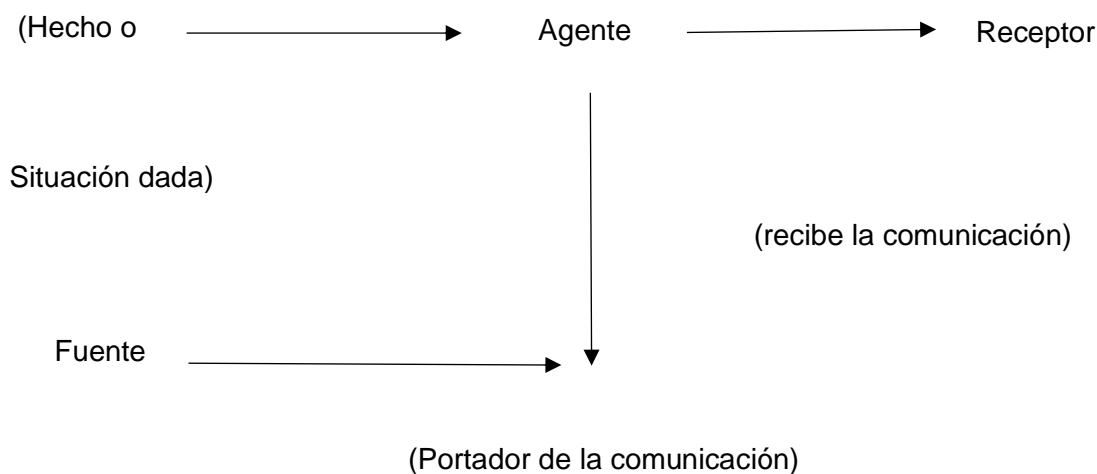 (Hecho o
Agente
Receptor
Situación dada)
(recibe la comunicación)
Fuente
(Portador de la comunicación)